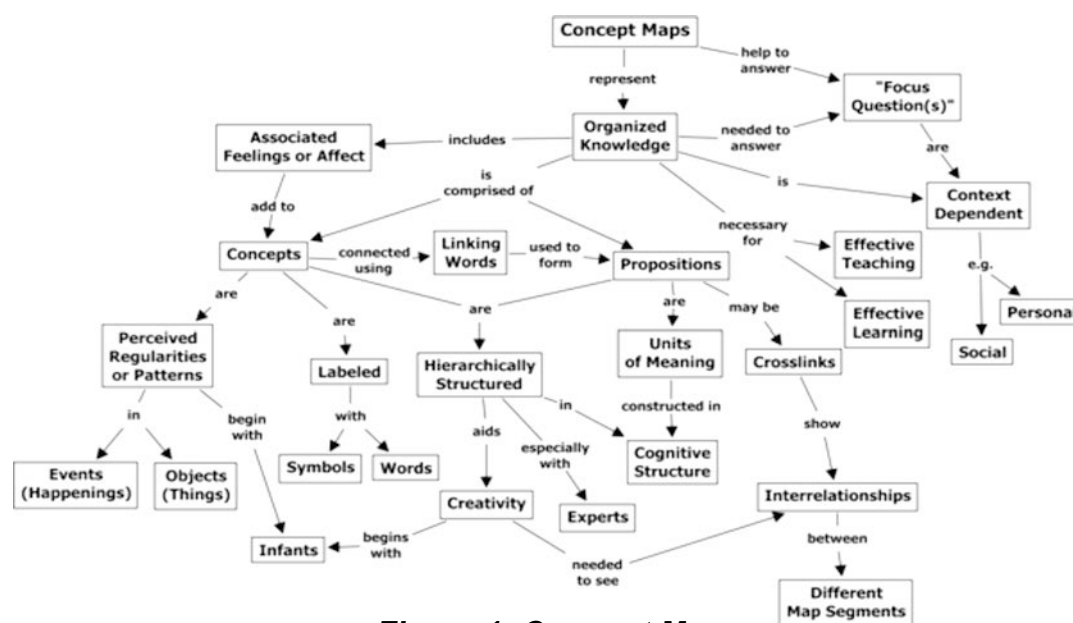 Concept Maps
help to
answer
represent
"Focus
Question(s)"
Organized
Knowledge
Associated
Feelings or Affect
includes
needed to
answer
are
is
comprised of
is
Context
Dependent
add to
necessary
for
Concepts
connected
using
Linking
Words
used to
form
Propositions
Effective
Teaching
e.g.
are
are
are
are
may be
Effective
Learning
Personal
Social
Perceived
Regularities
or Patterns
Labeled
Hierarchically
Structured
Units
of Meaning
Crosslinks
in
begin
with
with
aids
in
especially
with
constructed in
show
Events
(Happenings)
Objects
(Things)
Symbols
Words
Cognitive
Structure
Creativity
Experts
Interrelationships
Infants
begins
with
needed
to see
between
Different
Map Segments